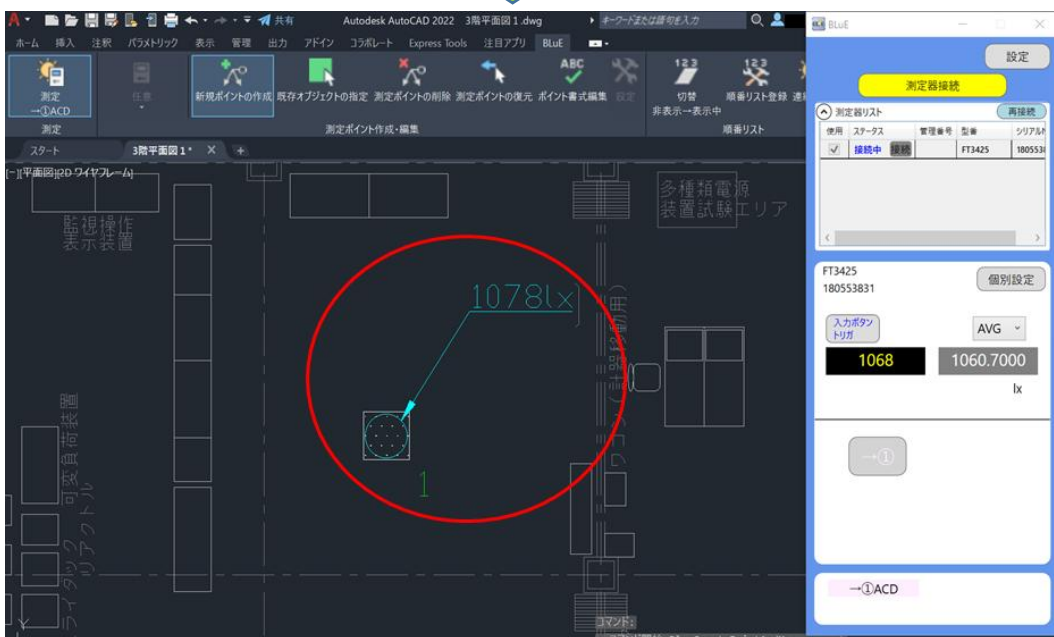 共有
Autodesk AutoCAD 2022 3階平面図1.dwg
キーワードまたは語句を入力
ホーム 挿入 注釈 パラメトリック 表示 管理 出力 アドイン コラボレート Express Tools 注目アプリ BLuE
測定
→①ACD
任意
新規ポイントの作成
既存オブジェクトの指定
測定ポイントの削除
測定ポイントの復元
ABC
ポイント書式編集
設定
123
切替
非表示→表示中
123
順番リスト登録
測定
測定ポイント作成・編集
順番リスト
スタート
3階平面図1*
[-][平面図][2D ワイヤフレーム]
監視操作
表示装置
多種類電源
装置試験エリア
1078lx
ワゴン(計器移動用)
1
可変負荷装置
コマンド:
BLuE
設定
測定器接続
測定器リスト
再接続
使用 ステータス 管理番号 型番
接続中 接続 FT3425
FT3425
180553831
個別設定
入力ボタン
トリガ
AVG
1068
1060.7000
lx
→①
→①ACD